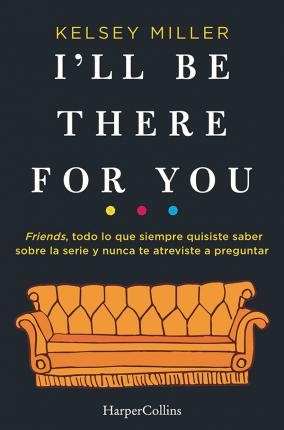 KELSEY MILLER
I'LL BE
THERE
FOR YOU
Friends, todo lo que siempre quisiste saber
sobre la serie y nunca te atreviste a preguntar
HarperCollins